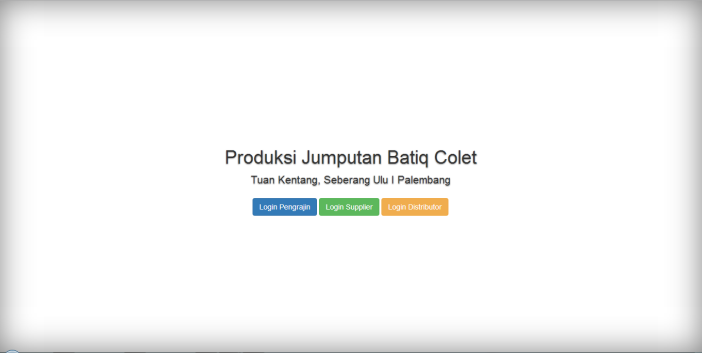 Produksi Jumputan Batiq Colet
Tuan Kentang, Seberang Ulu I Palembang
Login Pengrajin Login Supplier Login Distributor